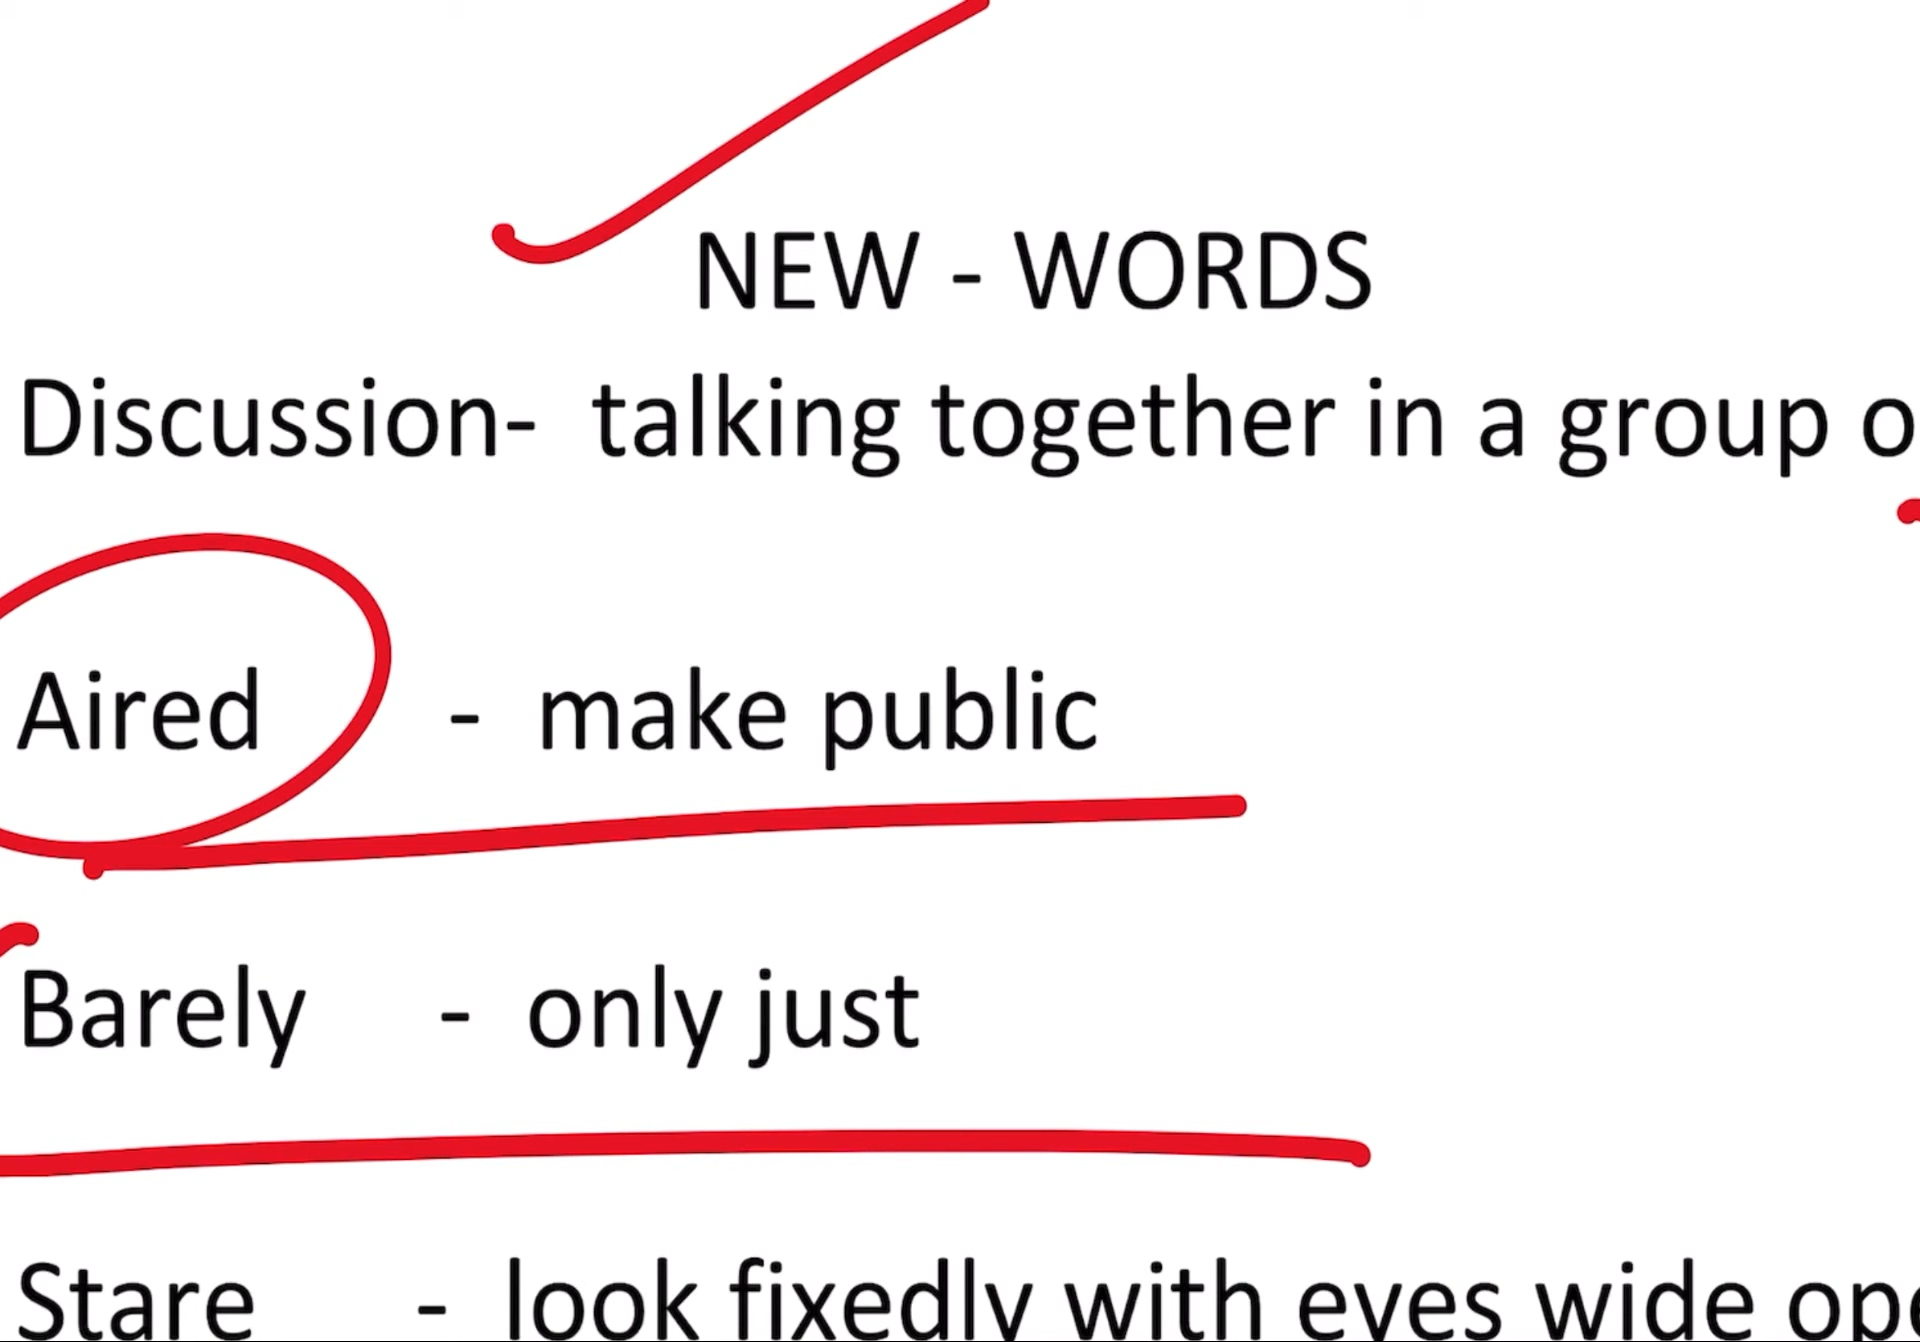 NEW - WORDS
Discussion- talking together in a group
Aired - make public
Barely - only just
Stare - look fixedly with eyes wide